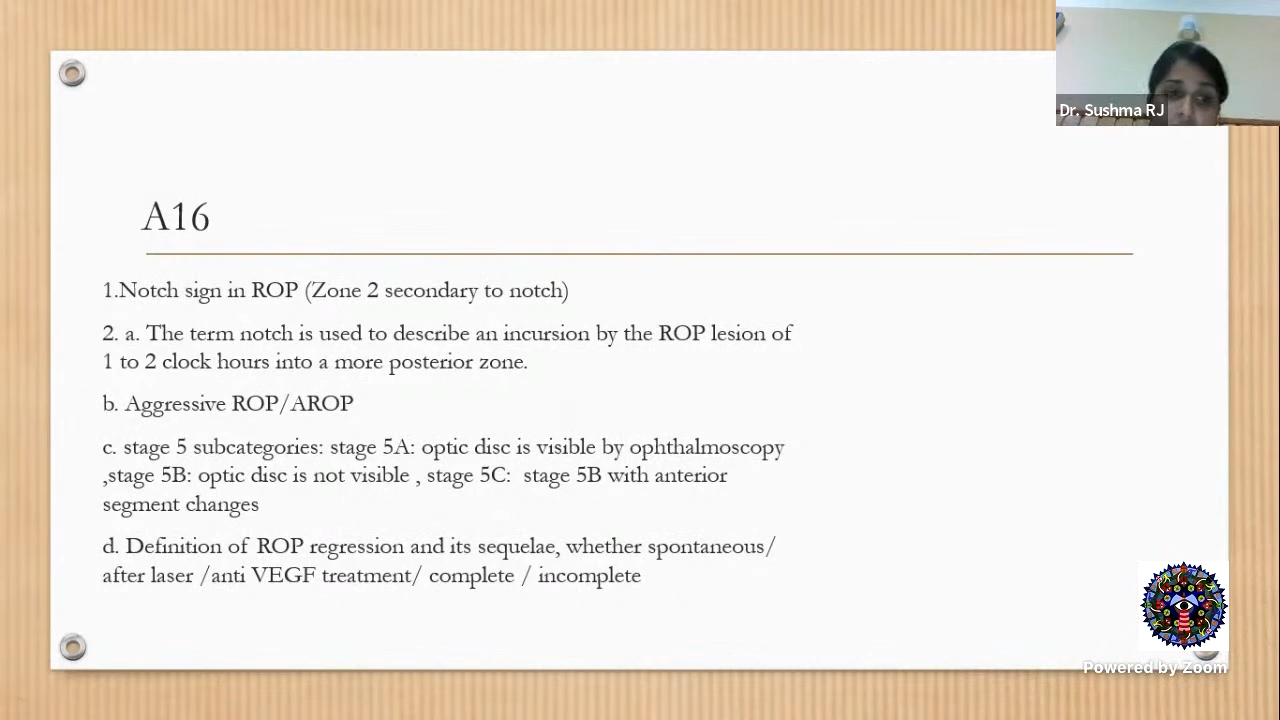 Dr. Sushma RJ
A16
1.Notch sign in ROP (Zone 2 secondary to notch)
2. a. The term notch is used to describe an incursion by the ROP lesion of
1 to 2 clock hours into a more posterior zone.
b. Aggressive ROP/AROP
c. stage 5 subcategories: stage 5A: optic disc is visible by ophthalmoscopy
,stage 5B: optic disc is not visible , stage 5C:  stage 5B with anterior
segment changes
d. Definition of ROP regression and its sequelae, whether spontaneous/
after laser /anti VEGF treatment/ complete / incomplete
Powered by Zoom